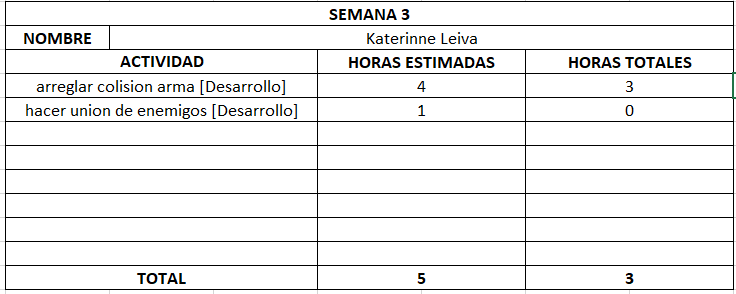 SEMANA 3
NOMBRE Katerinne Leiva
ACTIVIDAD HORAS ESTIMADAS HORAS TOTALES
arreglar colision arma [Desarrollo] 4 3
hacer union de enemigos [Desarrollo] 1 0
TOTAL 5 3